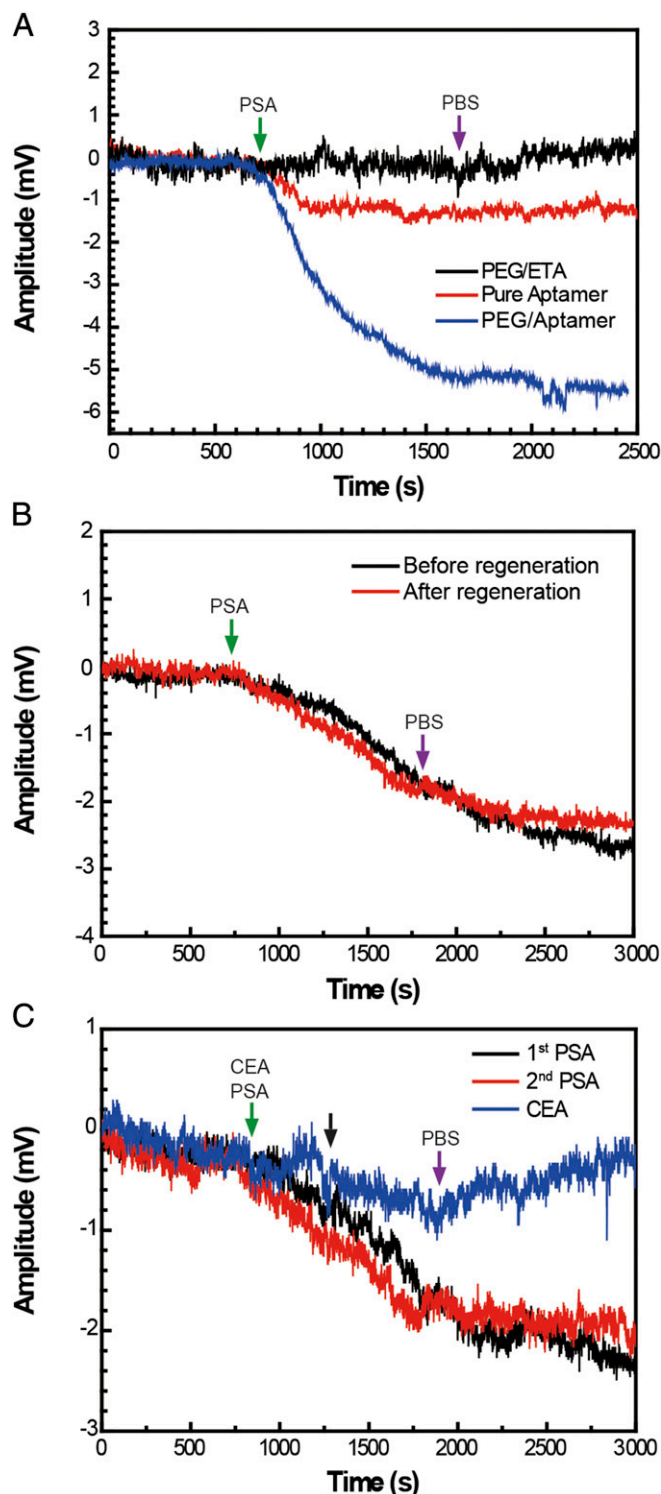 A
3
2
1
0
-1
-2
-3
-4
-5
-6
Amplitude (mV)
PSA
PBS
PEG/ETA
Pure Aptamer
PEG/Aptamer
0 500 1000 1500 2000 2500
Time (s)
B
2
1
0
-1
-2
-3
-4
Amplitude (mV)
Before regeneration
After regeneration
PSA
PBS
0 500 1000 1500 2000 2500 3000
Time (s)
C
1
0
-1
-2
-3
Amplitude (mV)
CEA
PSA
PBS
1st PSA
2nd PSA
CEA
0 500 1000 1500 2000 2500 3000
Time (s)